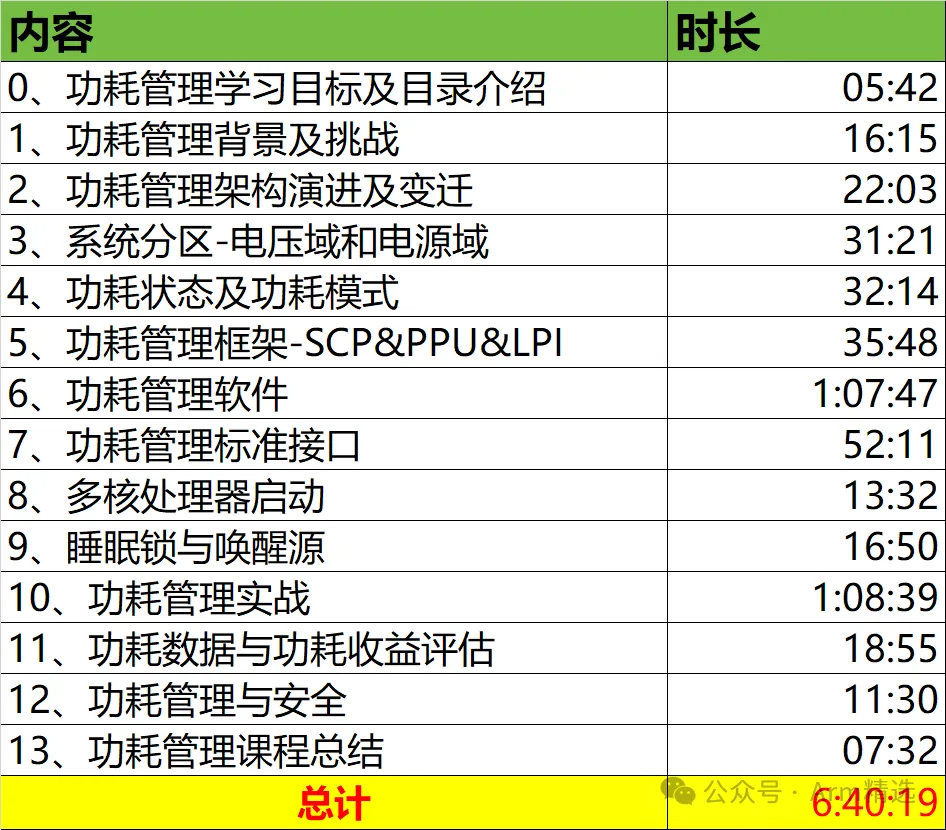 内容 时长
0、功耗管理学习目标及目录介绍 05:42
1、功耗管理背景及挑战 16:15
2、功耗管理架构演进及变迁 22:03
3、系统分区-电压域和电源域 31:21
4、功耗状态及功耗模式 32:14
5、功耗管理框架-SCP&PPU&LPI 35:48
6、功耗管理软件 1:07:47
7、功耗管理标准接口 52:11
8、多核处理器启动 13:32
9、睡眠锁与唤醒源 16:50
10、功耗管理实战 1:08:39
11、功耗数据与功耗收益评估 18:55
12、功耗管理与安全 11:30
13、功耗管理课程总结 07:32
总计 6:40:19
公众号 · Arm精选